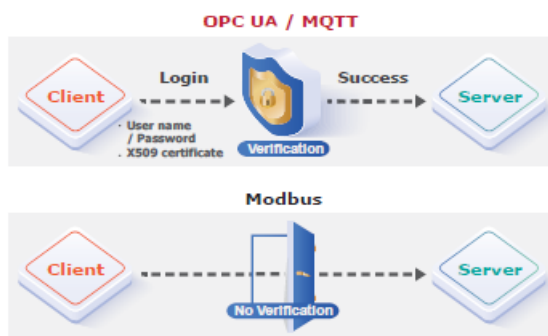 OPC UA / MQTT
Client
Login
· User name
/ Password
· X509 certificate
Verification
Success
Server
Modbus
Client
No Verification
Server